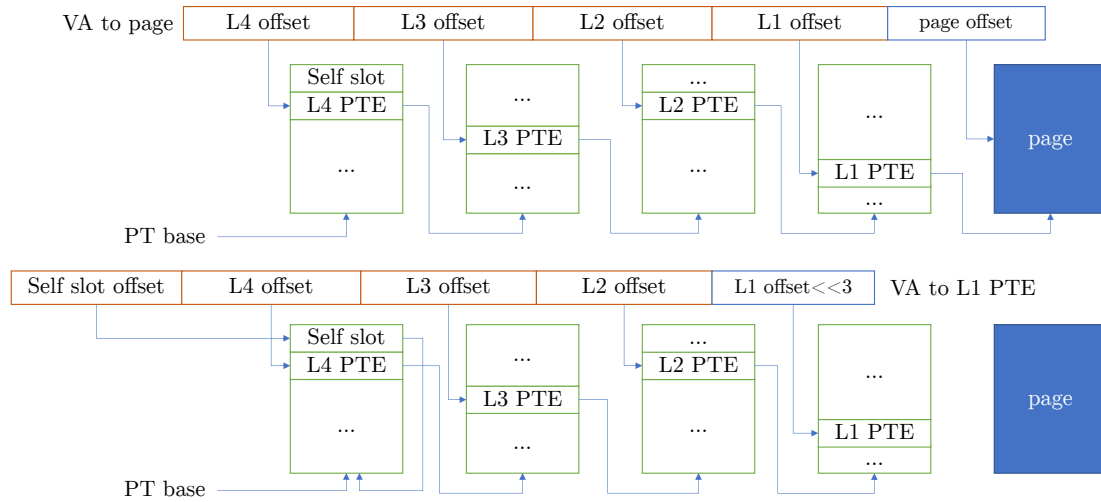 VA to page L4 offset L3 offset L2 offset L1 offset page offset
Self slot ... ... ...
L4 PTE L2 PTE
L3 PTE page
... ... ... L1 PTE
...
PT base
Self slot offset L4 offset L3 offset L2 offset L1 offset<<3 VA to L1 PTE
Self slot ... ... ...
L4 PTE L2 PTE
L3 PTE page
... ... ... L1 PTE
...
PT base